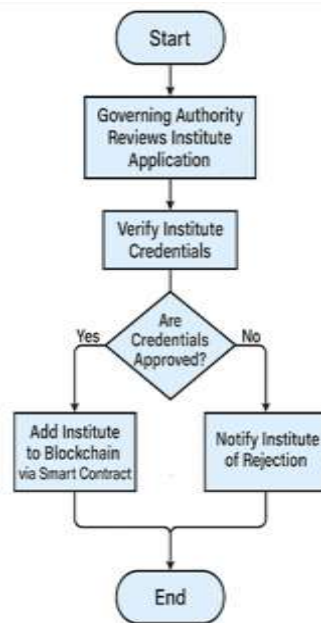 Start
Governing Authority
Reviews Institute
Application
Verify Institute
Credentials
Are
Credentials
Approved?
Yes
No
Add Institute
to Blockchain
via Smart Contract
Notify Institute
of Rejection
End